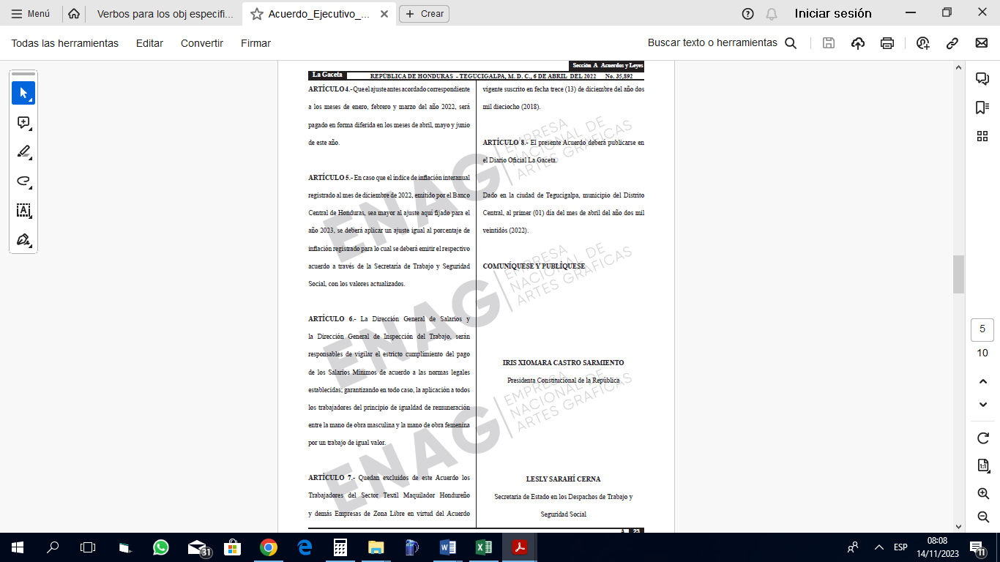 Menú
Verbos para los obj especifi...
Acuerdo_Ejecutivo_...
Crear
Iniciar sesión
Todas las herramientas
Editar
Convertir
Firmar
Buscar texto o herramientas
Sección A Acuerdos y Leyes
La Gaceta
REPÚBLICA DE HONDURAS - TEGUCIGALPA, M. D. C., 6 DE ABRIL DEL 2022 No. 35,892
ARTÍCULO 4.- Que el ajuste antes acordado correspondiente
a los meses de enero, febrero y marzo del año 2022, será
pagado en forma diferida en los meses de abril, mayo y junio
de este año.
ARTÍCULO 5.- En caso que el índice de inflación interanual
registrado al mes de diciembre de 2022, emitido por el Banco
Central de Honduras, sea mayor al ajuste aquí fijado para el
año 2023, se deberá aplicar un ajuste igual al porcentaje de
inflación registrado para lo cual se deberá emitir el respectivo
acuerdo a través de la Secretaría de Trabajo y Seguridad
Social, con los valores actualizados.
ARTÍCULO 6.- La Dirección General de Salarios y
la Dirección General de Inspección del Trabajo, serán
responsables de vigilar el estricto cumplimiento del pago
de los Salarios Mínimos de acuerdo a las normas legales
establecidas; garantizando en todo caso, la aplicación a todos
los trabajadores del principio de igualdad de remuneración
entre la mano de obra masculina y la mano de obra femenina
por un trabajo de igual valor.
ARTÍCULO 7.- Quedan excluidos de este Acuerdo los
Trabajadores del Sector Textil Maquilador Hondureño
y demás Empresas de Zona Libre en virtud del Acuerdo
vigente suscrito en fecha trece (13) de diciembre del año dos
mil dieciocho (2018).
ARTÍCULO 8.- El presente Acuerdo deberá publicarse en
el Diario Oficial La Gaceta.
Dado en la ciudad de Tegucigalpa, municipio del Distrito
Central, al primer (01) día del mes de abril del año dos mil
veintidós (2022).
COMUNÍQUESE Y PUBLÍQUESE
IRIS XIOMARA CASTRO SARMIENTO
Presidenta Constitucional de la República
LESLY SARAHÍ CERNA
Secretaria de Estado en los Despachos de Trabajo y
Seguridad Social
A 23
ENAG EMPRESA NACIONAL DE ARTES GRAFICAS
ENAG EMPRESA NACIONAL DE ARTES GRAFICAS
ENAG EMPRESA NACIONAL DE ARTES GRAFICAS
5
10
1:1
31
ESP
08:08
14/11/2023
11